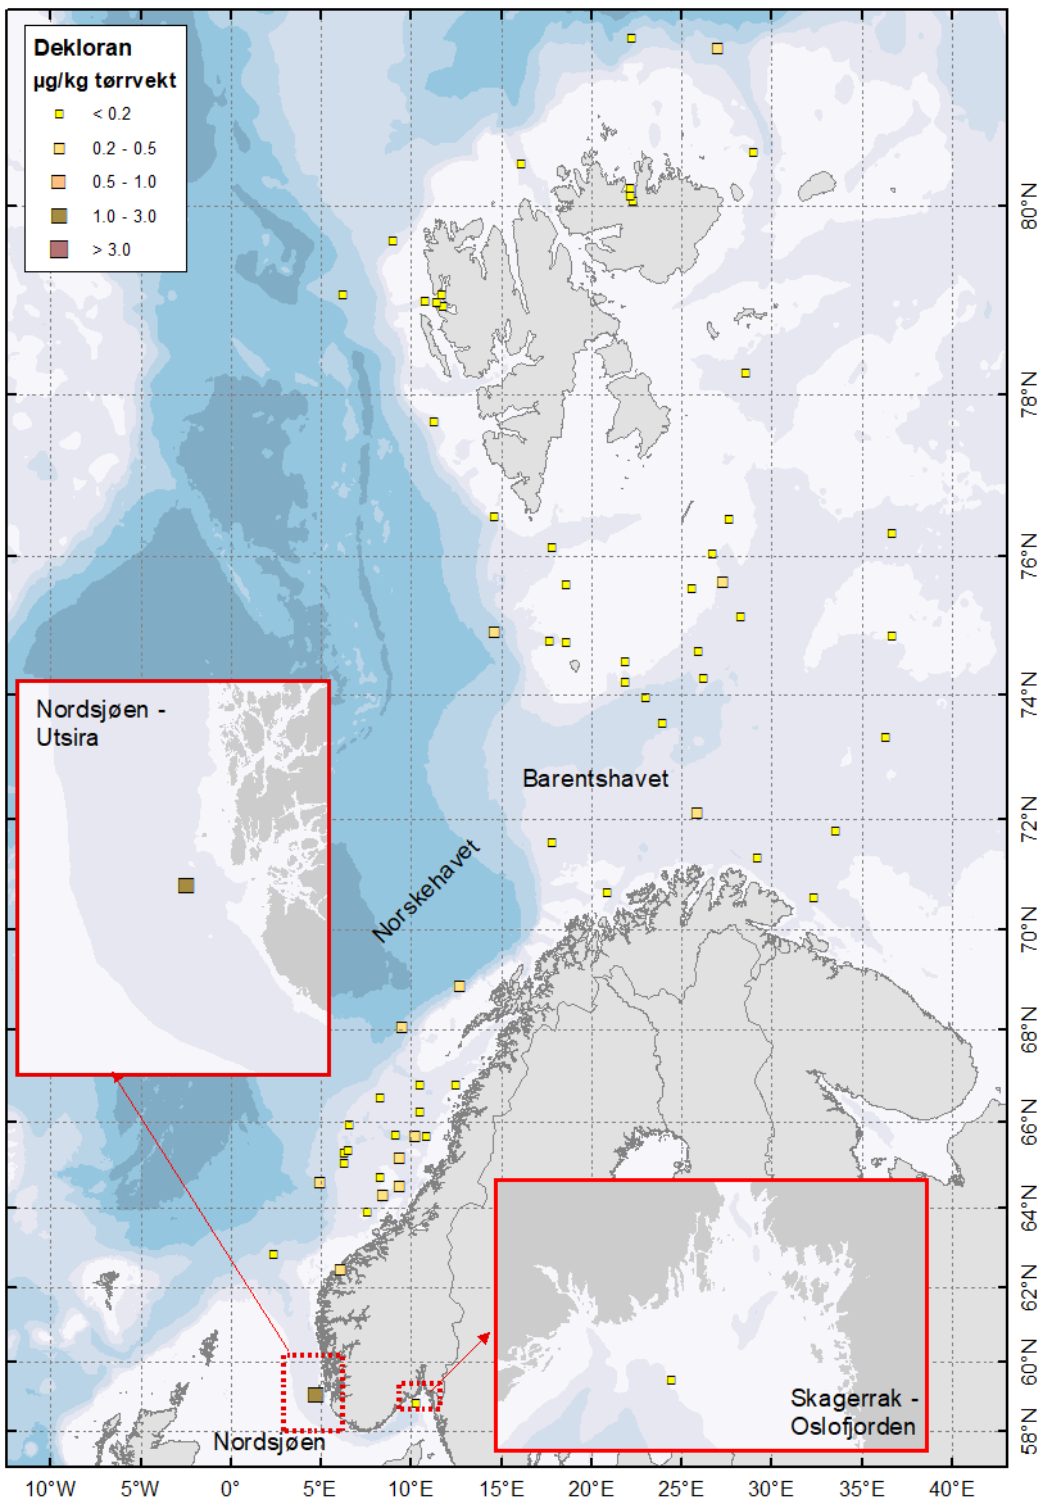 Dekloran
µg/kg tørrvekt
< 0.2
0.2 - 0.5
0.5 - 1.0
1.0 - 3.0
> 3.0
80°N
78°N
76°N
74°N
Nordsjøen -
Utsira
Barentshavet
72°N
Norskehavet
70°N
68°N
66°N
64°N
62°N
60°N
Skagerrak -
Oslofjorden
58°N
Nordsjøen
10°W
5°W
0
5°E
10°E
15°E
20°E
25°E
30°E
35°E
40°E